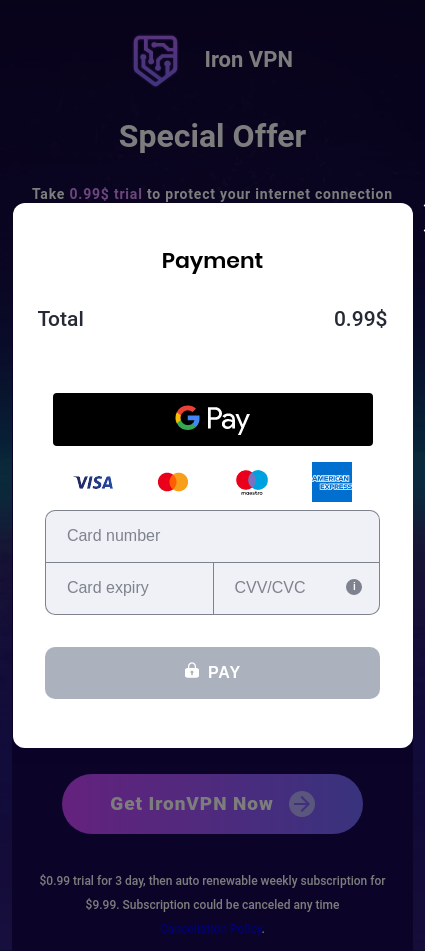 Iron VPN
Special Offer
Take 0.99$ trial to protect your internet connection
Payment
Total 0.99$
G Pay
VISA
maestro
AMERICAN
EXPRESS
Card number
Card expiry CVV/CVC i
PAY
Get IronVPN Now
$0.99 trial for 3 day, then auto renewable weekly subscription for
$9.99. Subscription could be canceled any time